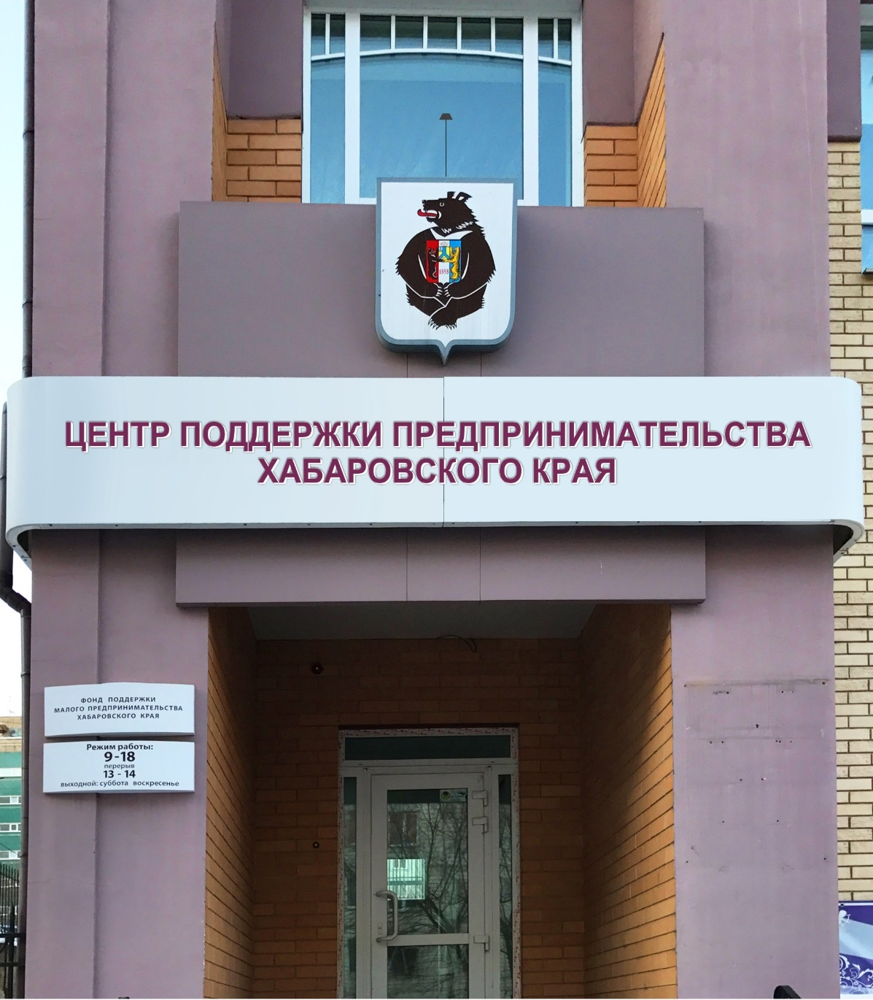 1858
ЦЕНТР ПОДДЕРЖКИ ПРЕДПРИНИМАТЕЛЬСТВА
ХАБАРОВСКОГО КРАЯ
ФОНД ПОДДЕРЖКИ
МАЛОГО ПРЕДПРИНИМАТЕЛЬСТВА
ХАБАРОВСКОГО КРАЯ
Режим работы:
9-18
перерыв
13 - 14
выходной: суббота воскресенье